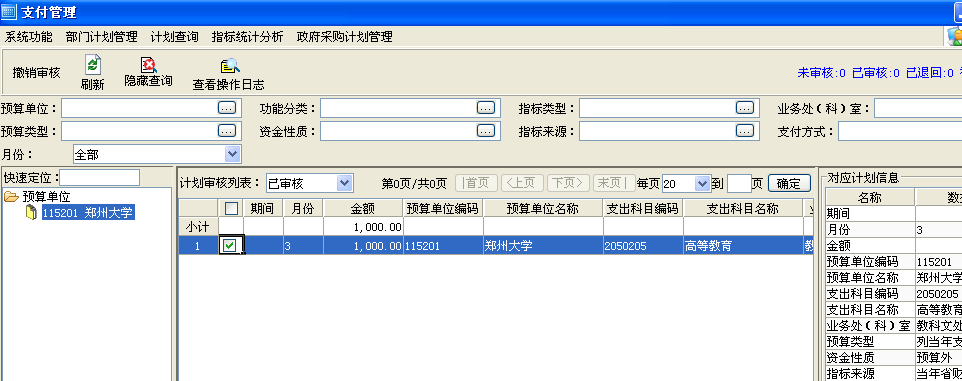 支付管理
系统功能 部门计划管理 计划查询 指标统计分析 政府采购计划管理
撤销审核 刷新 隐藏查询 查看操作日志 未审核:0 已审核:0 已退回:0
预算单位： ... 功能分类： ... 指标类型： ... 业务处（科）室：
预算类型： ... 资金性质： ... 指标来源： ... 支付方式：
月份： 全部
快速定位：
预算单位
115201 郑州大学
计划审核列表： 已审核 第0页/共0页 |首页 <上页 下页> 末页| 每页 20 到 页 确定
期间 月份 金额 预算单位编码 预算单位名称 支出科目编码 支出科目名称
小计 1,000.00
1 3 1,000.00 115201 郑州大学 2050205 高等教育 教
对应计划信息
名称 数
期间
月份 3
金额
预算单位编码 115201
预算单位名称 郑州大学
支出科目编码 2050205
支出科目名称 高等教育
业务处（科）室 教科文处
预算类型 列当年支
资金性质 预算外
指标来源 当年省财